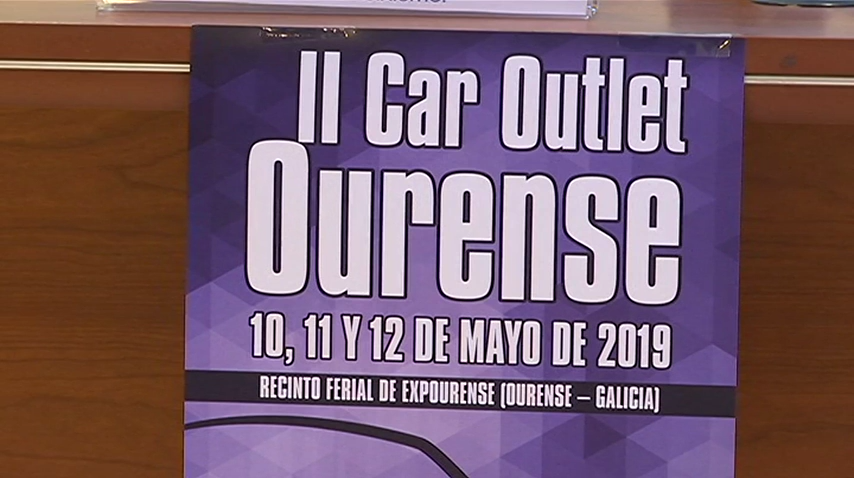 II Car Outlet
Ourense
10, 11 Y 12 DE MAYO DE 2019
RECINTO FERIAL DE EXPOURENSE (OURENSE – GALICIA)